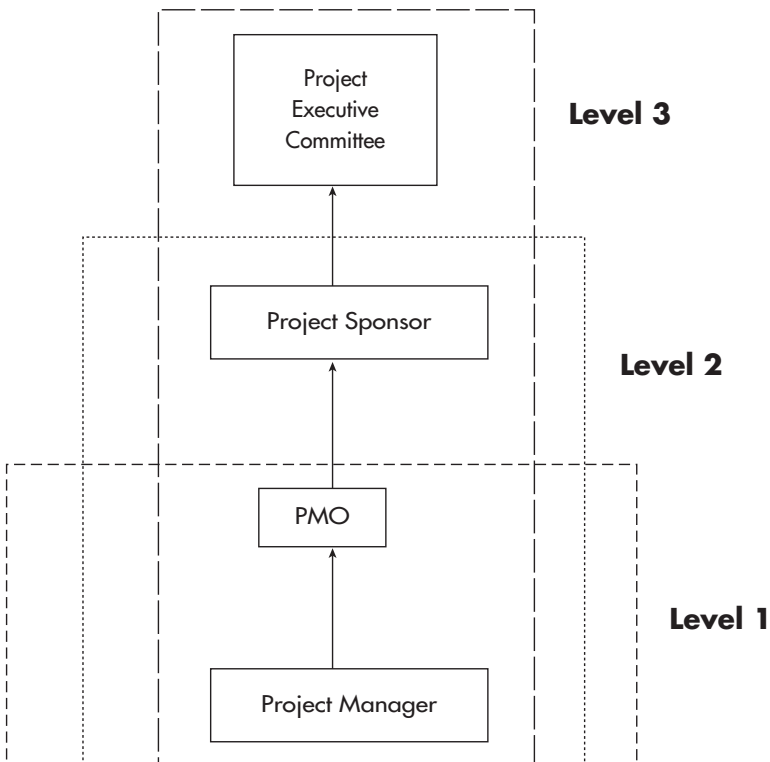 Project
Executive
Committee
Level 3
Project Sponsor
Level 2
PMO
Level 1
Project Manager